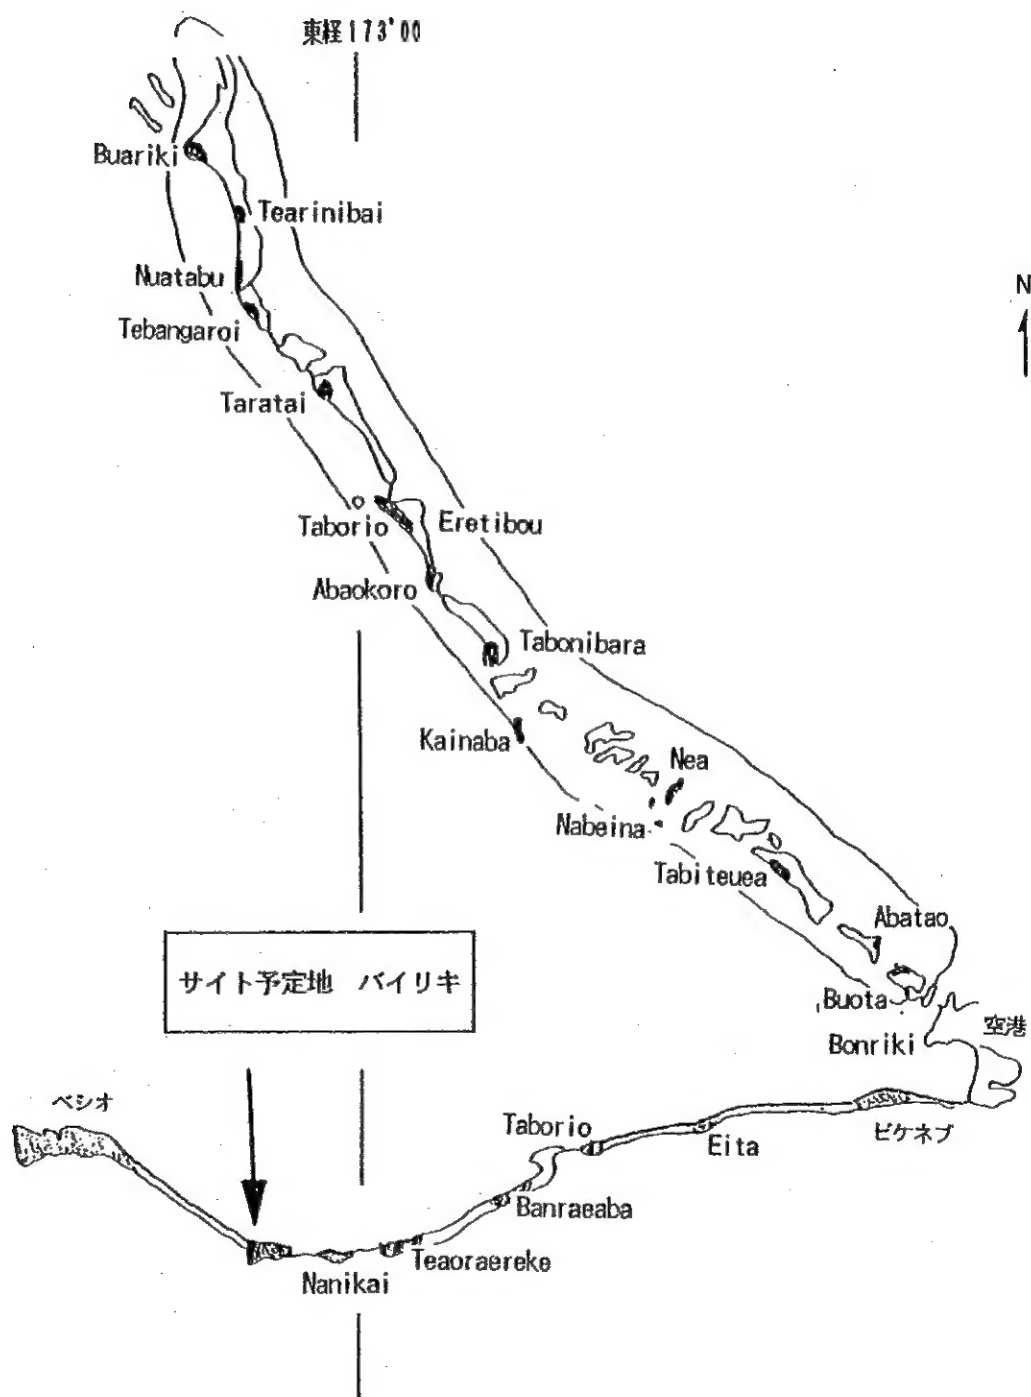 東経173°00
Buariki
Tearinibai
N
Nuatabu
Tebangaroi
Taratai
Taborio
Eretibou
Abaokoro
Tabonibara
Kainaba
Nea
Nabeina
Tabiteuea
Abatao
サイト予定地 バイリキ
Buota
空港
Bonriki
ベシオ
Taborio
ビケネブ
Eita
Banraeaba
Teaoraereke
Nanikai